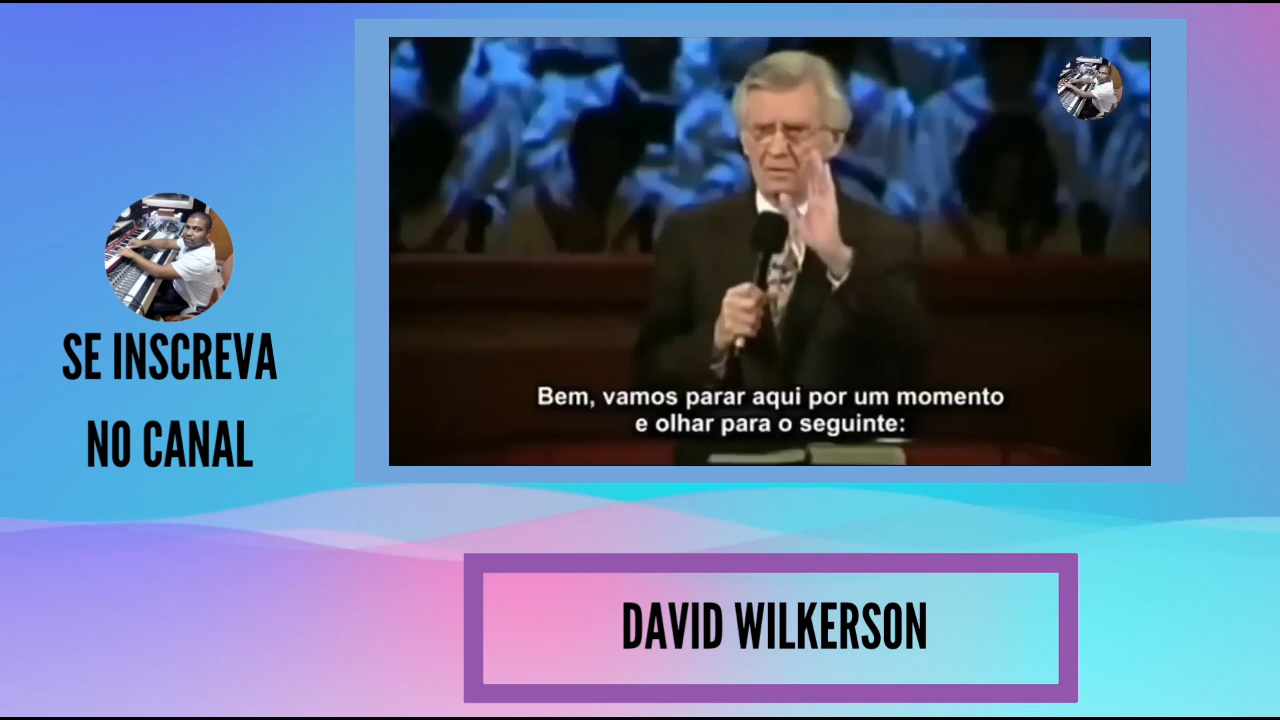 SE INSCREVA
NO CANAL
Bem, vamos parar aqui por um momento
e olhar para o seguinte:
DAVID WILKERSON